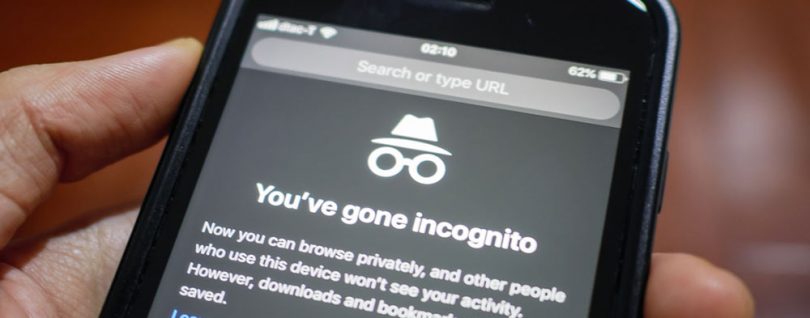 dtac-T 02:10 62%
Search or type URL
You've gone incognito
Now you can browse privately, and other people
who use this device won't see your activity.
However, downloads and
saved.